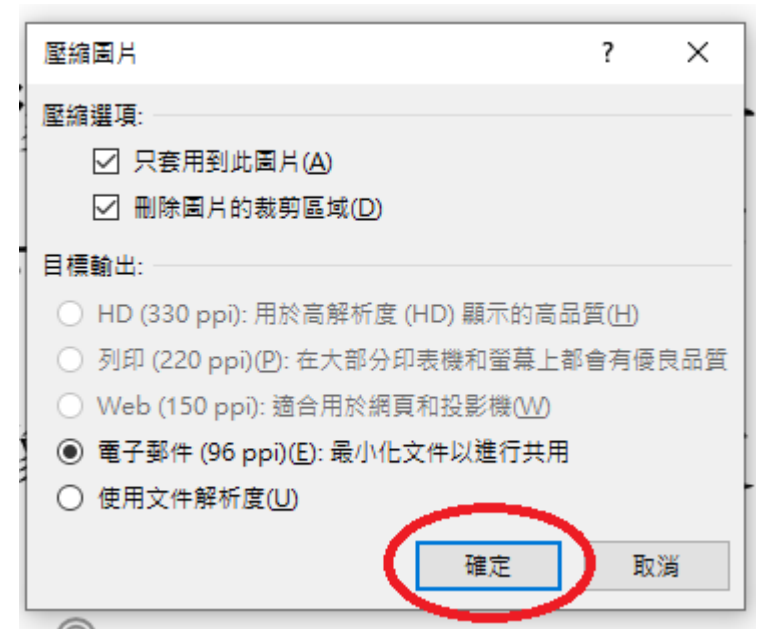 壓縮圖片 ?
壓縮選項:
只套用到此圖片(A)
刪除圖片的裁剪區域(D)
目標輸出:
HD (330 ppi): 用於高解析度 (HD) 顯示的高品質(H)
列印 (220 ppi)(P): 在大部分印表機和螢幕上都會有優良品質
Web (150 ppi): 適合用於網頁和投影機(W)
電子郵件 (96 ppi)(E): 最小化文件以進行共用
使用文件解析度(U)
確定 取消